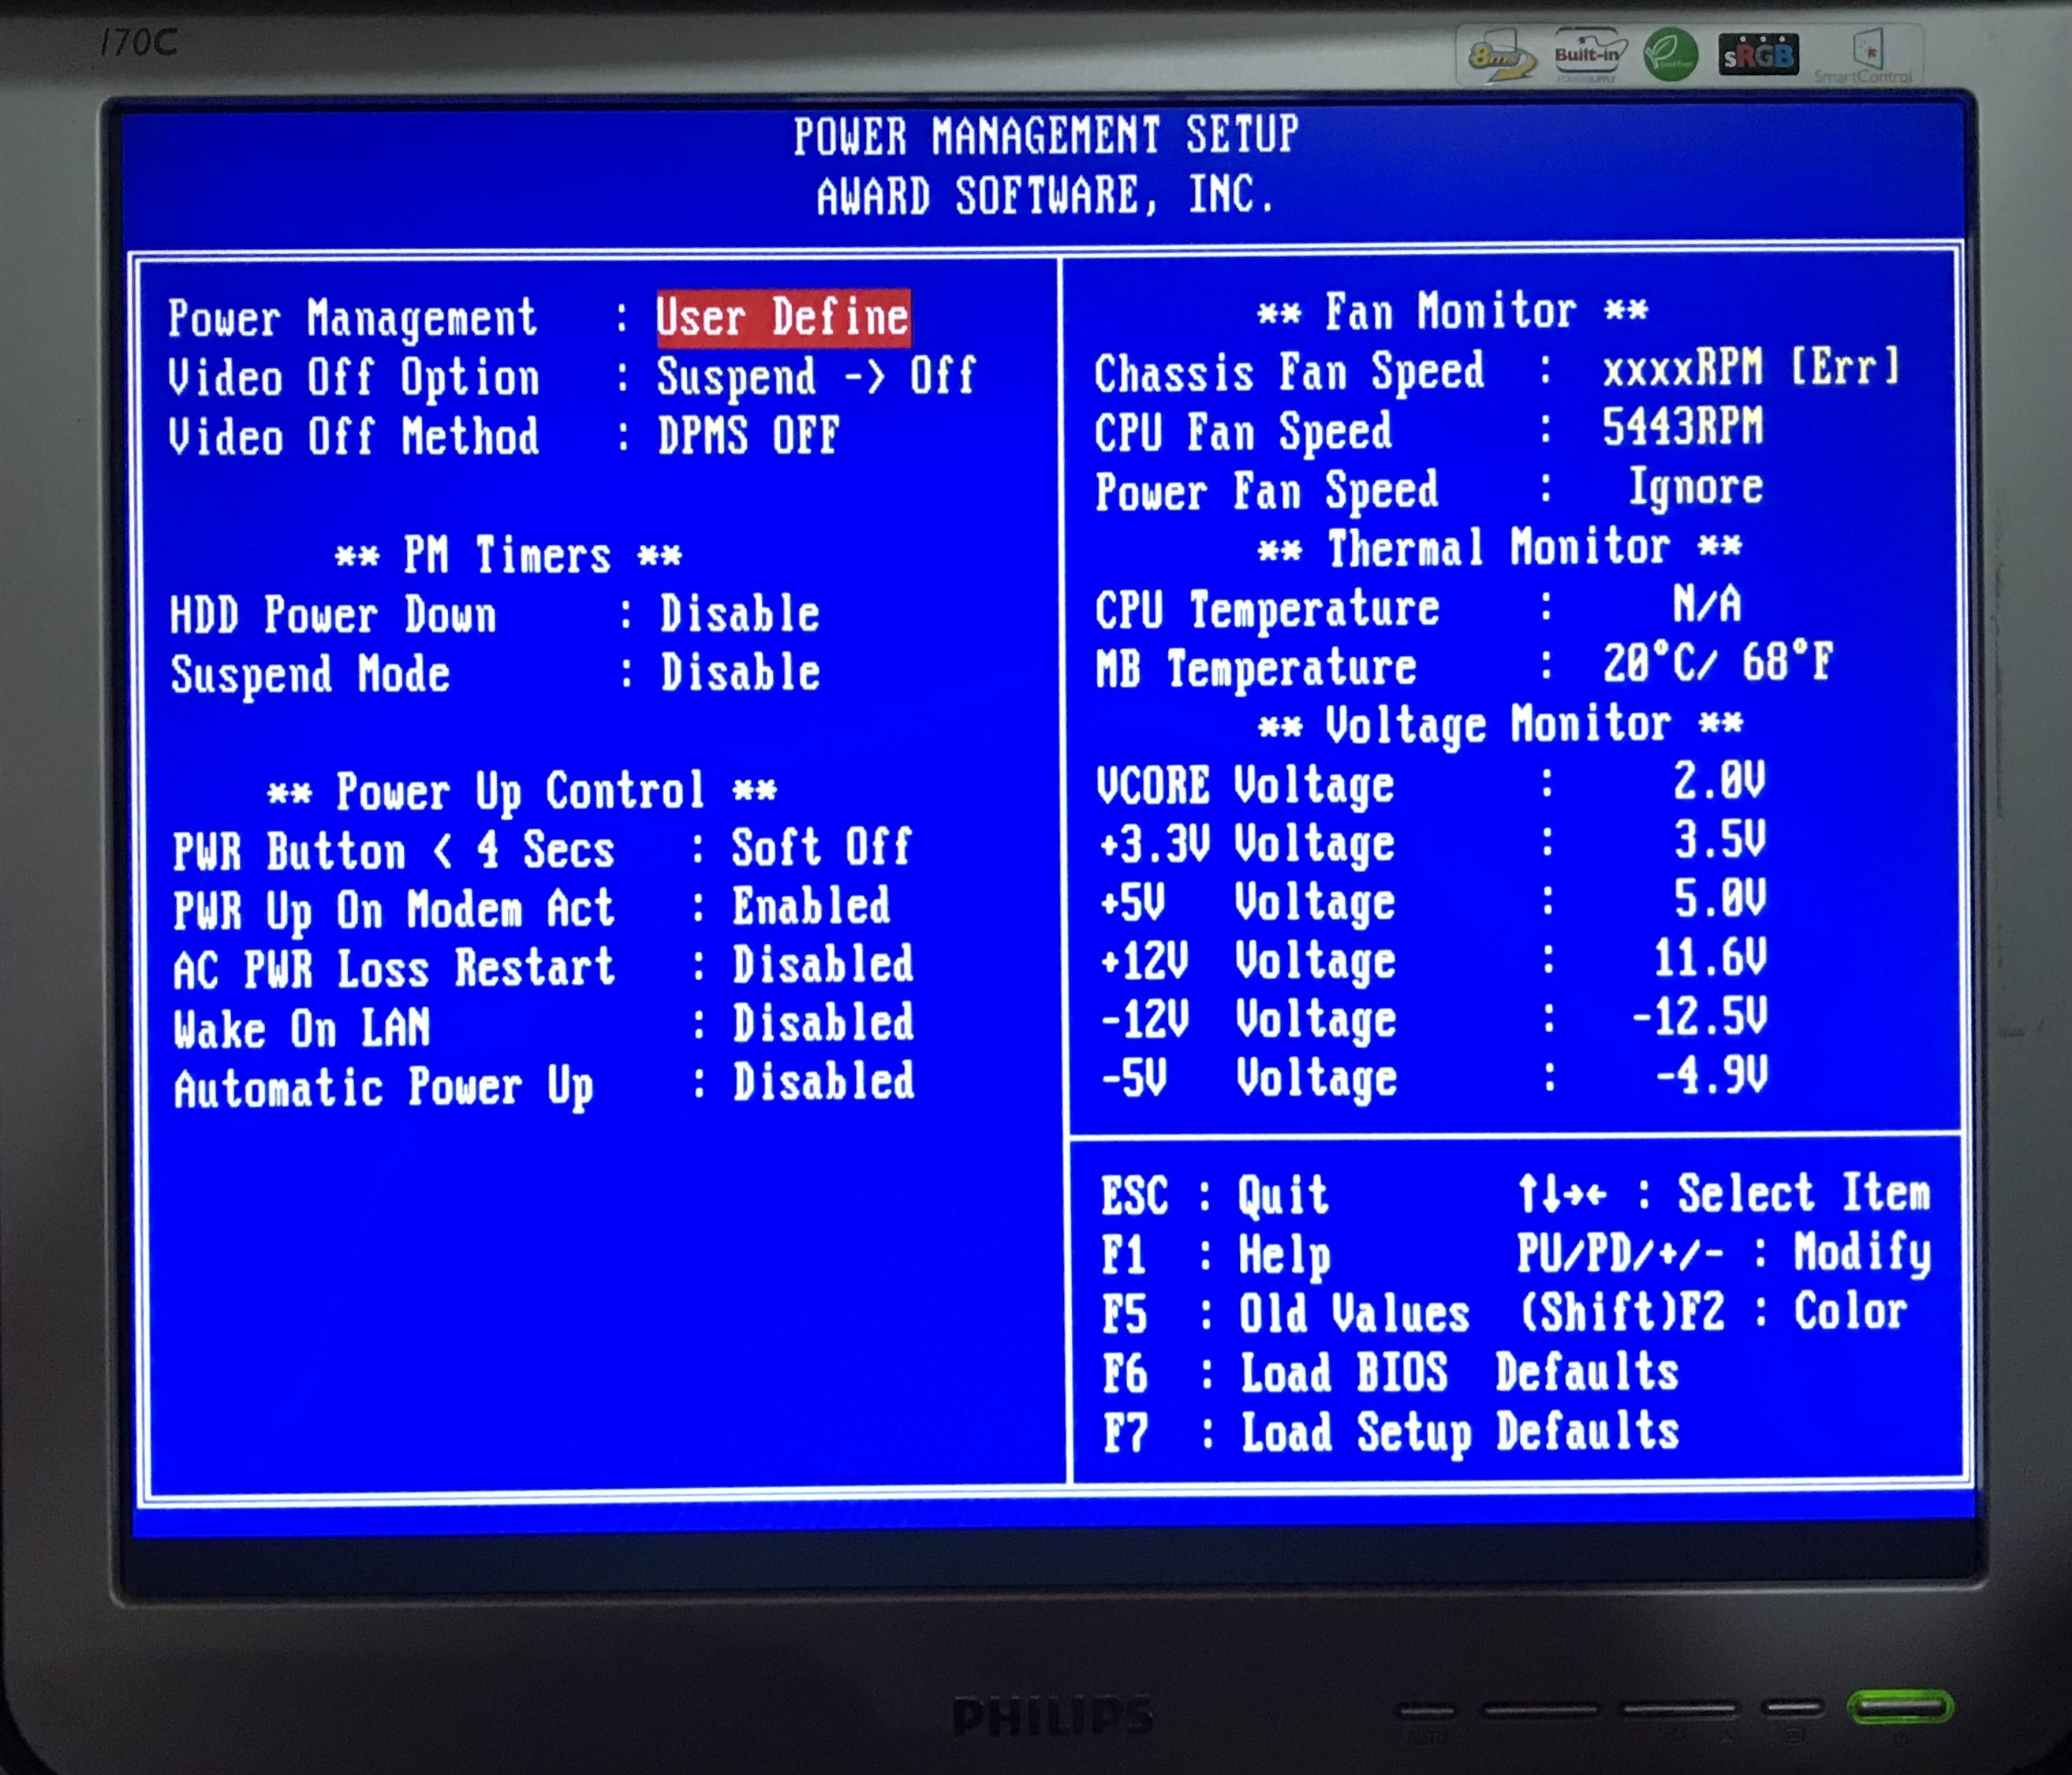 170C
8ms
Built-in
POWER SUPPLY
sRGB
SmartControl
POWER MANAGEMENT SETUP
AWARD SOFTWARE, INC.
Power Management : User Define
Video Off Option : Suspend -> Off
Video Off Method : DPMS OFF
** PM Timers **
HDD Power Down : Disable
Suspend Mode : Disable
** Power Up Control **
PWR Button < 4 Secs : Soft Off
PWR Up On Modem Act : Enabled
AC PWR Loss Restart : Disabled
Wake On LAN : Disabled
Automatic Power Up : Disabled
** Fan Monitor **
Chassis Fan Speed : xxxxRPM [Err]
CPU Fan Speed : 5443RPM
Power Fan Speed : Ignore
** Thermal Monitor **
CPU Temperature : N/A
MB Temperature : 20°C/ 68°F
** Voltage Monitor **
VCORE Voltage : 2.0V
+3.3V Voltage : 3.5V
+5V Voltage : 5.0V
+12V Voltage : 11.6V
-12V Voltage : -12.5V
-5V Voltage : -4.9V
ESC : Quit ↑↓→← : Select Item
F1 : Help PU/PD/+/- : Modify
F5 : Old Values (Shift)F2 : Color
F6 : Load BIOS Defaults
F7 : Load Setup Defaults
PHILIPS
AUTO